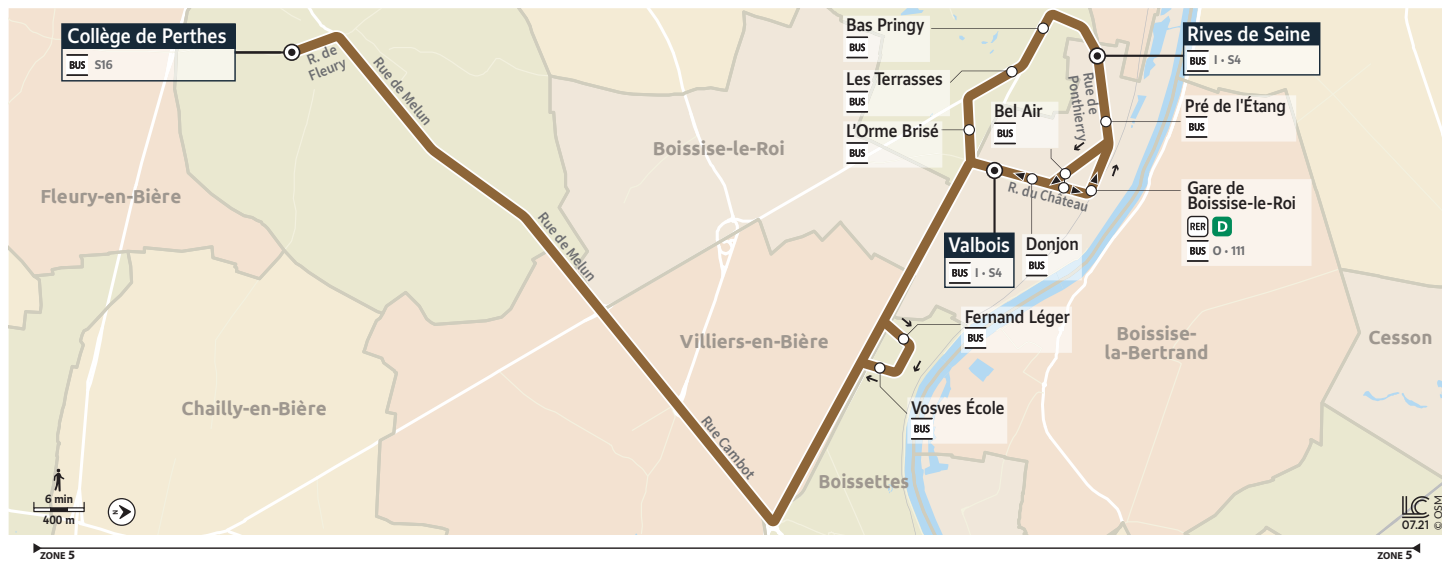 Collège de Perthes
BUS S16
R. de
Fleury
Rue de Melun
Rue de Melun
Rue Cambot
Fleury-en-Bière
Chailly-en-Bière
Boissise-le-Roi
Villiers-en-Bière
Boissettes
Boissise-
la-Bertrand
Cesson
Bas Pringy
BUS
Les Terrasses
BUS
L'Orme Brisé
BUS
Bel Air
BUS
Rue de
Ponthierry
Rives de Seine
BUS I • S4
Pré de l'Étang
BUS
Gare de
Boissise-le-Roi
RER D
BUS O • 111
R. du Château
Valbois
BUS I • S4
Donjon
BUS
Fernand Léger
BUS
Vosves École
BUS
6 min
400 m
N
LC
07.21
© OSM
ZONE 5
ZONE 5